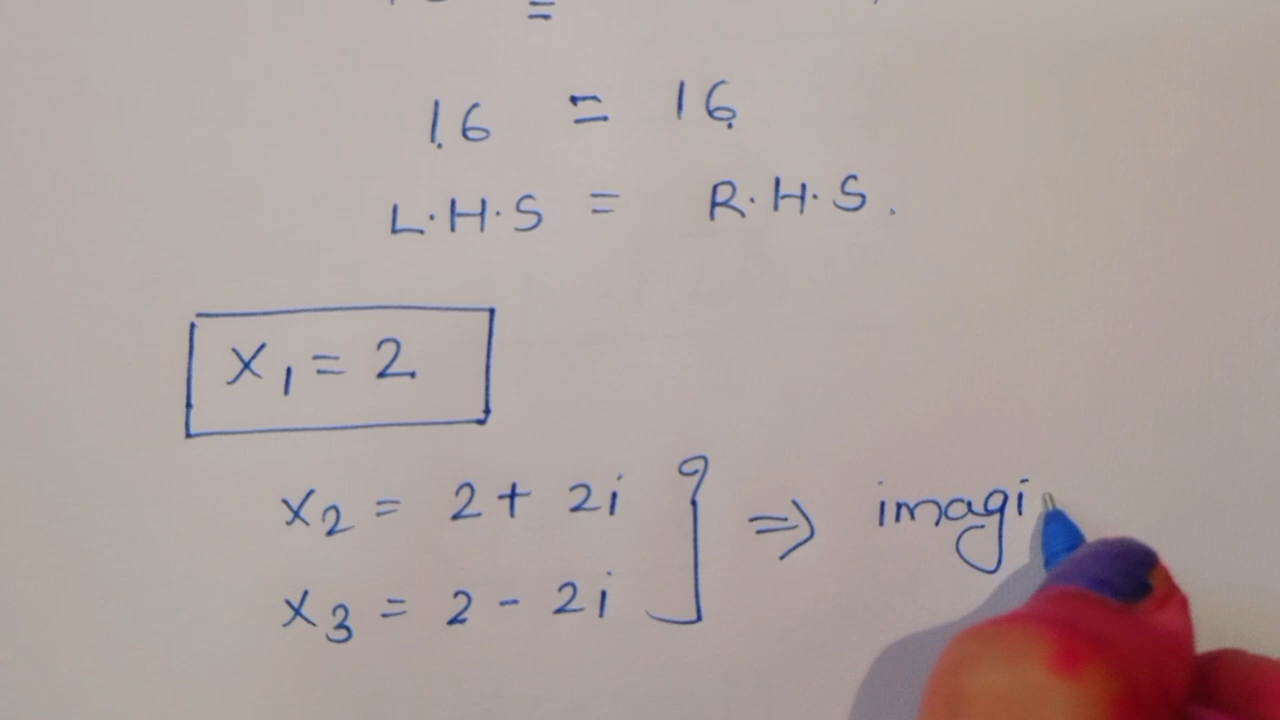 16 = 16
L.H.S = R.H.S.
x₁ = 2
x₂ = 2 + 2i
x₃ = 2 - 2i
⇒ imagi